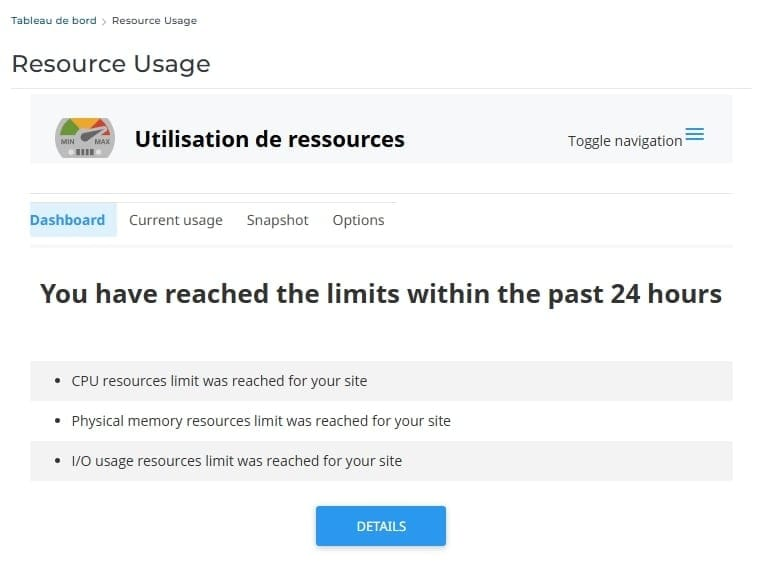 Tableau de bord > Resource Usage
Resource Usage
MIN MAX
Utilisation de ressources
Toggle navigation
Dashboard Current usage Snapshot Options
You have reached the limits within the past 24 hours
• CPU resources limit was reached for your site
• Physical memory resources limit was reached for your site
• I/O usage resources limit was reached for your site
DETAILS